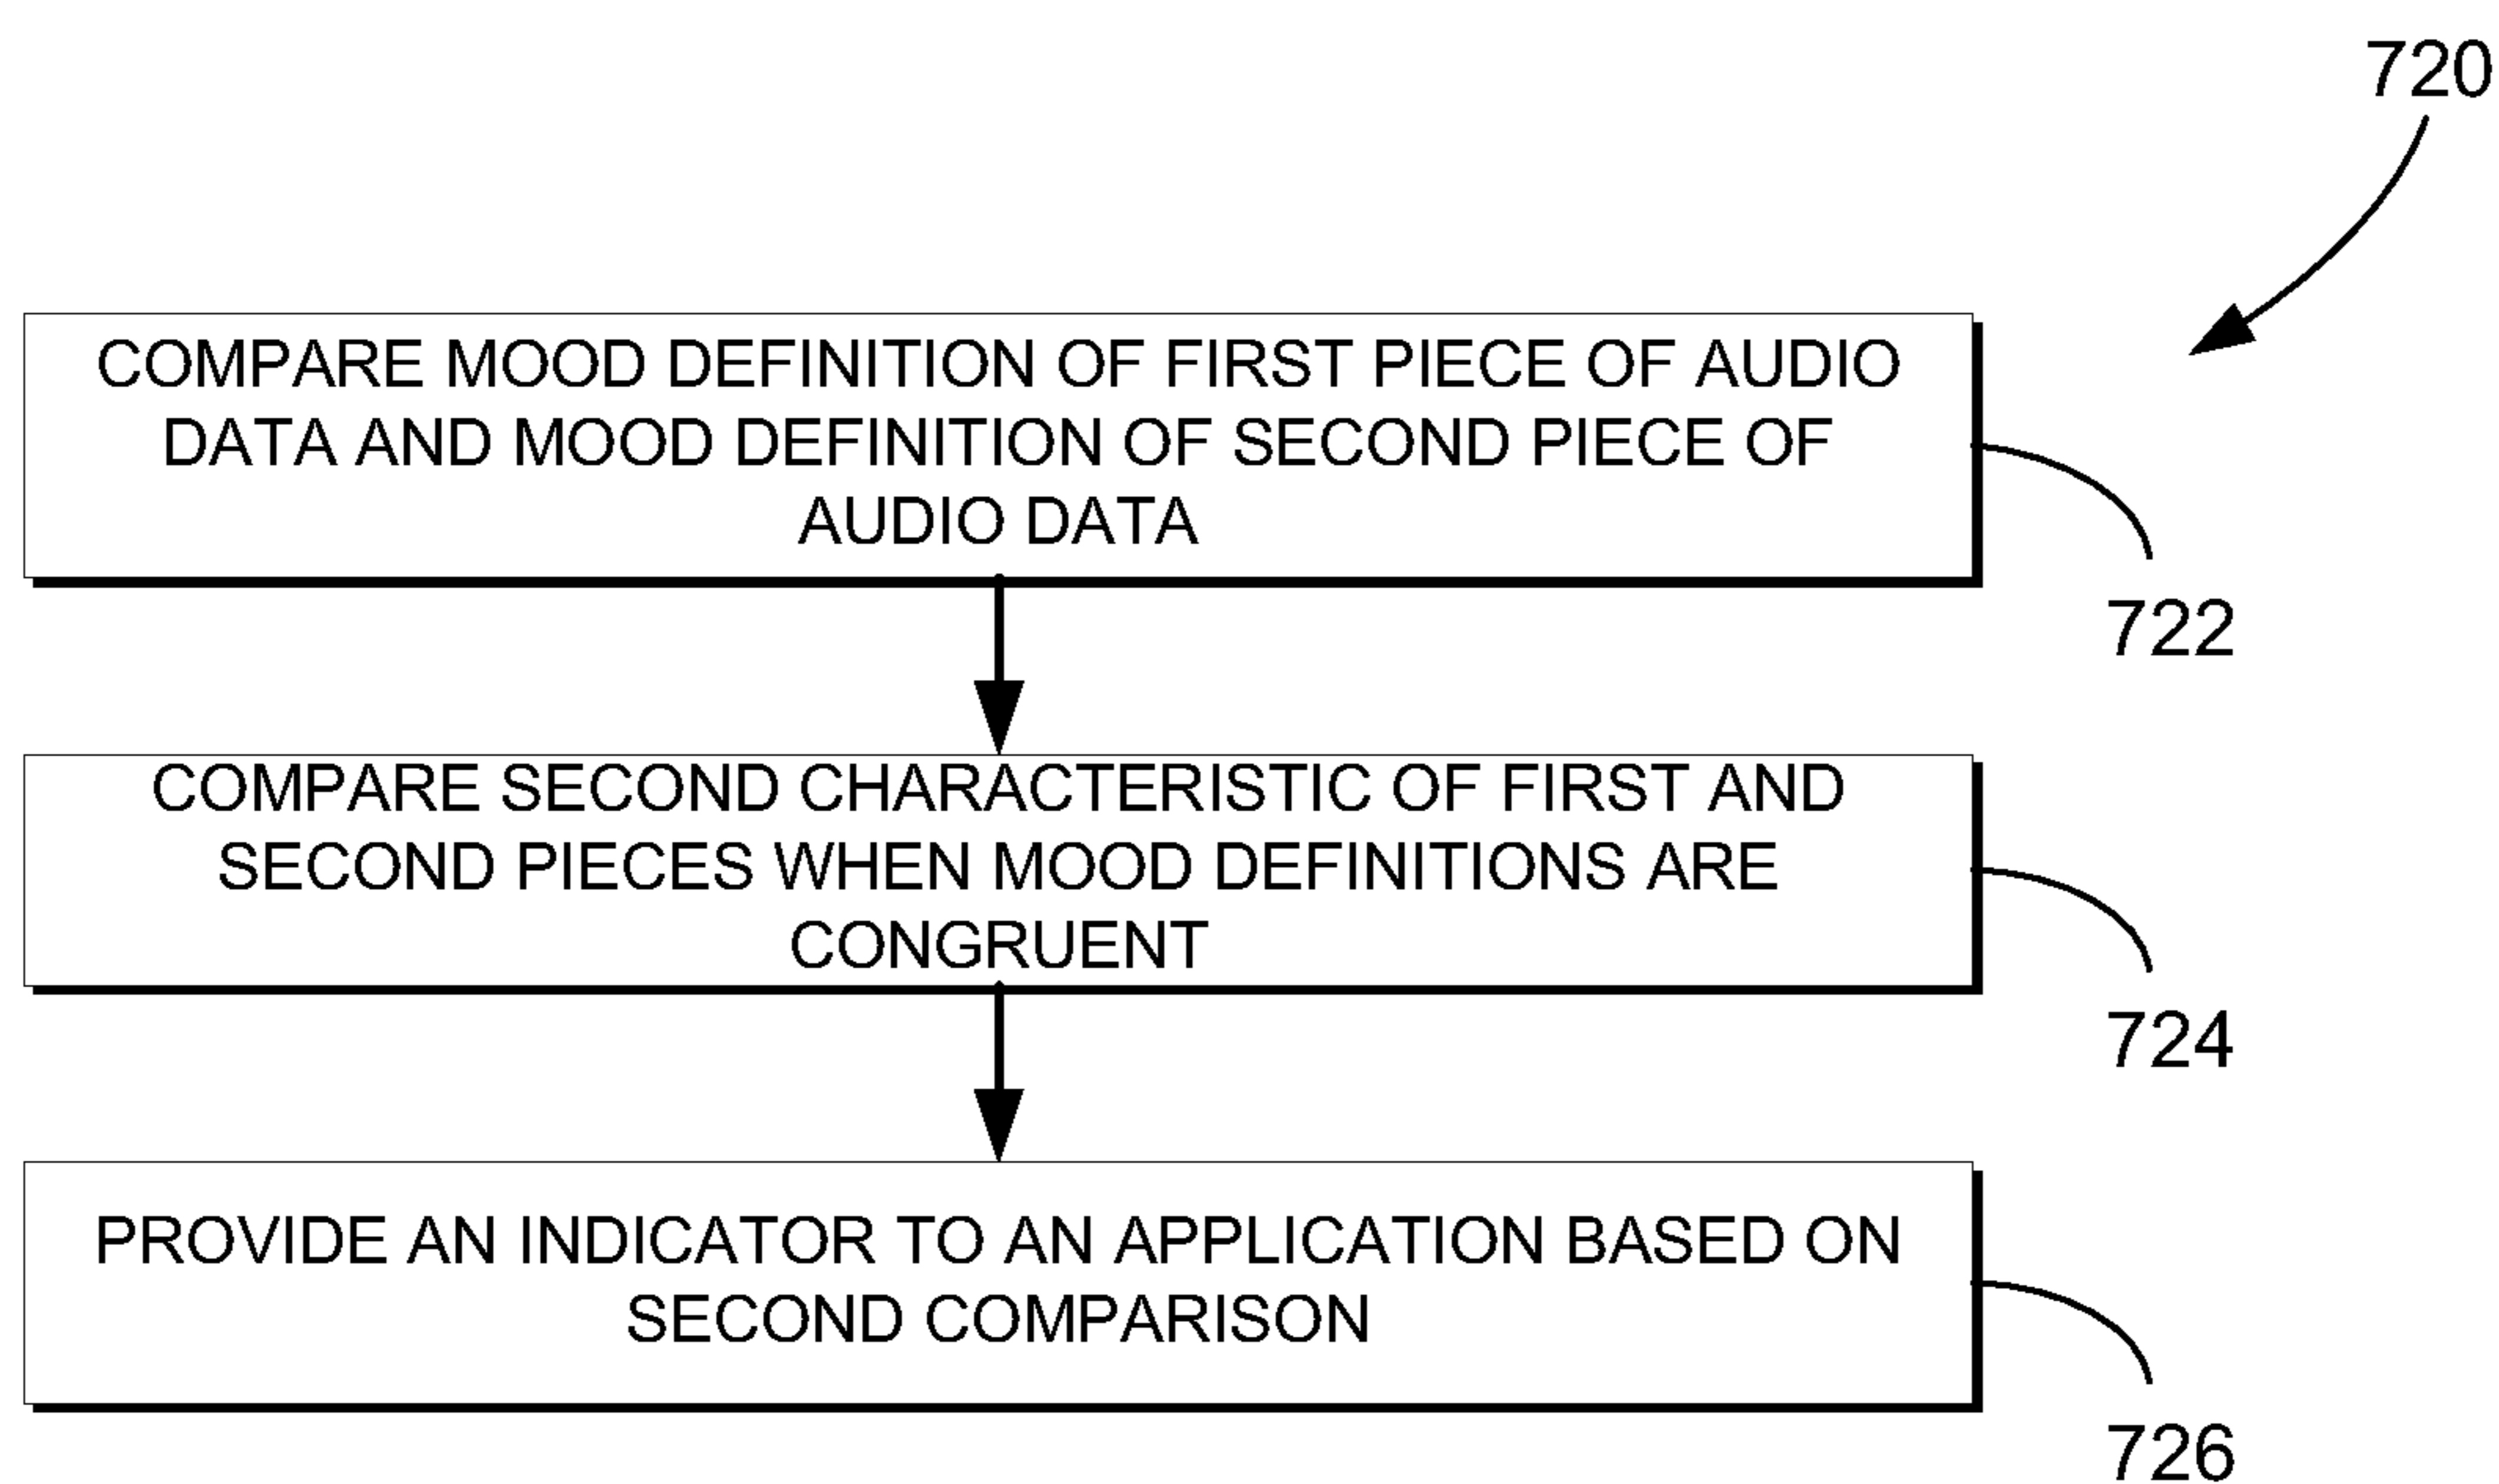 720
COMPARE MOOD DEFINITION OF FIRST PIECE OF AUDIO
DATA AND MOOD DEFINITION OF SECOND PIECE OF
AUDIO DATA
722
COMPARE SECOND CHARACTERISTIC OF FIRST AND
SECOND PIECES WHEN MOOD DEFINITIONS ARE
CONGRUENT
724
PROVIDE AN INDICATOR TO AN APPLICATION BASED ON
SECOND COMPARISON
726